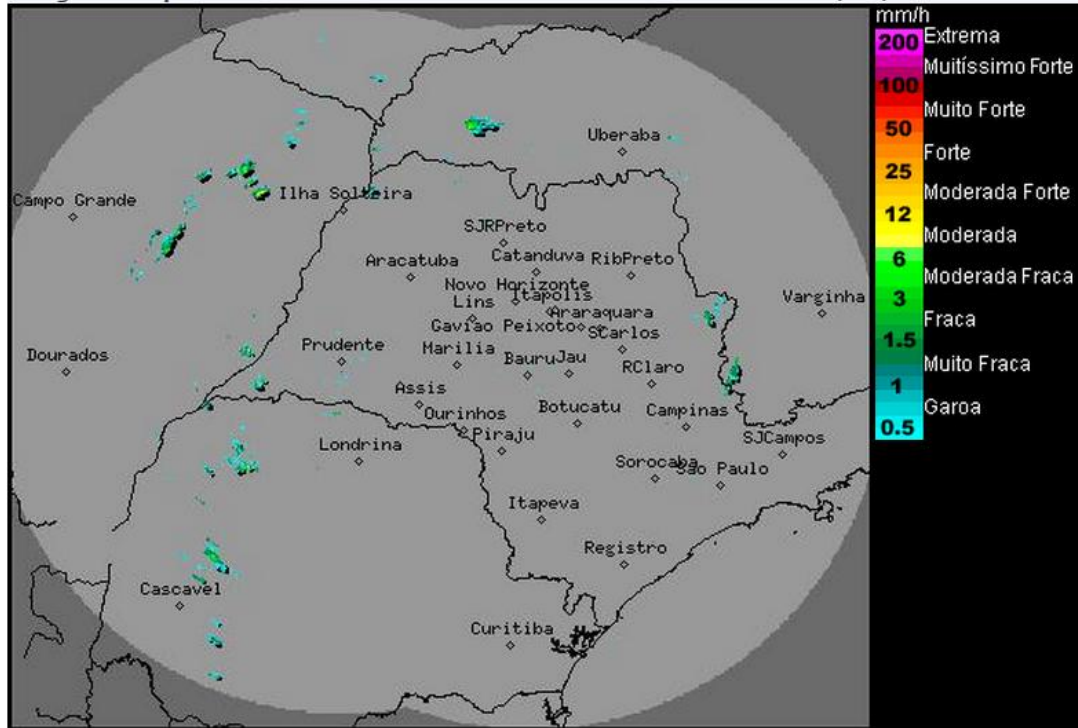 mm/h
200 Extrema
Muitíssimo Forte
100
Muito Forte
50
Forte
25
Moderada Forte
12
Moderada
6
Moderada Fraca
3
Fraca
1.5
Muito Fraca
1
Garoa
0.5
Uberaba
Ilha Solteira
Campo Grande
SJRPreto
Aracatuba
Catanduva
RibPreto
Novo Horizonte
Itapolis
Lins
Araraquara
Varginha
Gaviao Peixoto
SCarlos
Prudente
Marilia
Dourados
Bauru
Jau
RClaro
Assis
Botucatu
Campinas
Ourinhos
Piraju
SJCampos
Londrina
Sorocaba
Sao Paulo
Itapeva
Registro
Cascavel
Curitiba